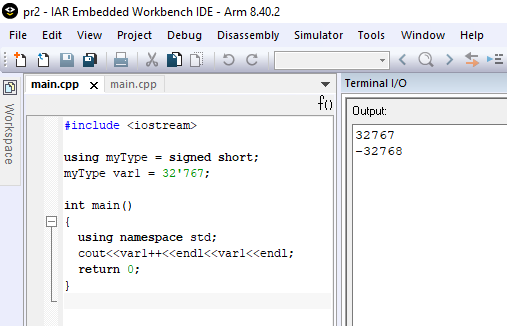 pr2 - IAR Embedded Workbench IDE - Arm 8.40.2
File Edit View Project Debug Disassembly Simulator Tools Window Help
main.cpp main.cpp
Terminal I/O
f()
Output:
Workspace
#include <iostream>
using myType = signed short;
myType var1 = 32'767;
int main()
{
using namespace std;
cout<<var1++<<endl<<var1<<endl;
return 0;
}
32767
-32768